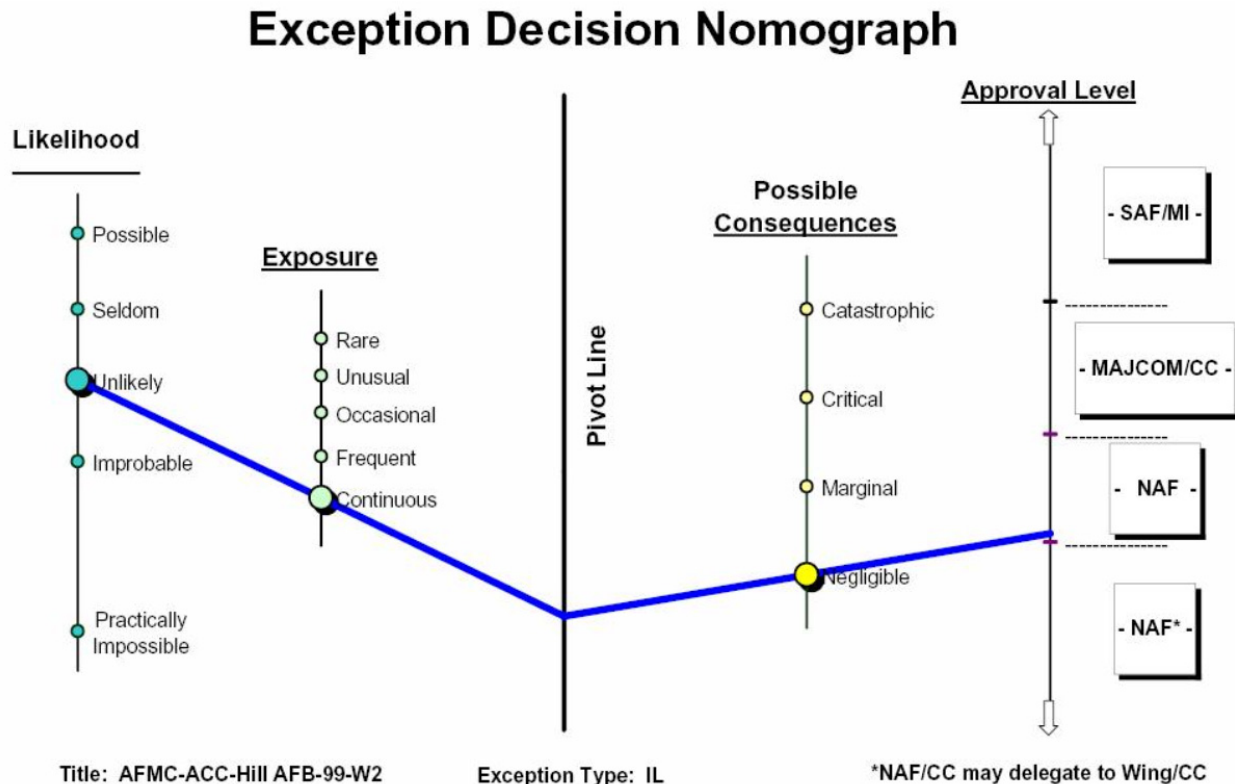 Exception Decision Nomograph
Likelihood
Possible
Seldom
Unlikely
Improbable
Practically
Impossible
Exposure
Rare
Unusual
Occasional
Frequent
Continuous
Pivot Line
Possible
Consequences
Catastrophic
Critical
Marginal
Negligible
Approval Level
- SAF/MI -
- MAJCOM/CC -
- NAF -
- NAF* -
Title: AFMC-ACC-Hill AFB-99-W2
Exception Type: IL
*NAF/CC may delegate to Wing/CC